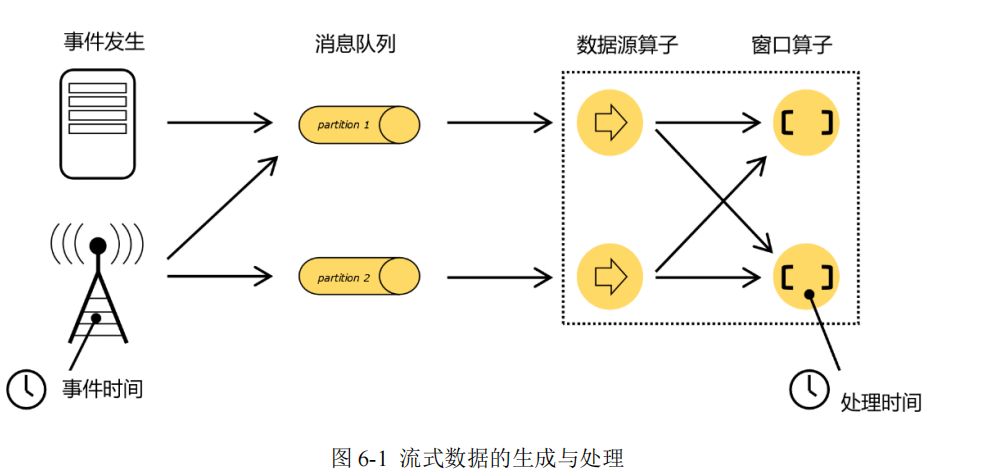 事件发生
消息队列
数据源算子
窗口算子
partition 1
partition 2
事件时间
处理时间
图 6-1 流式数据的生成与处理